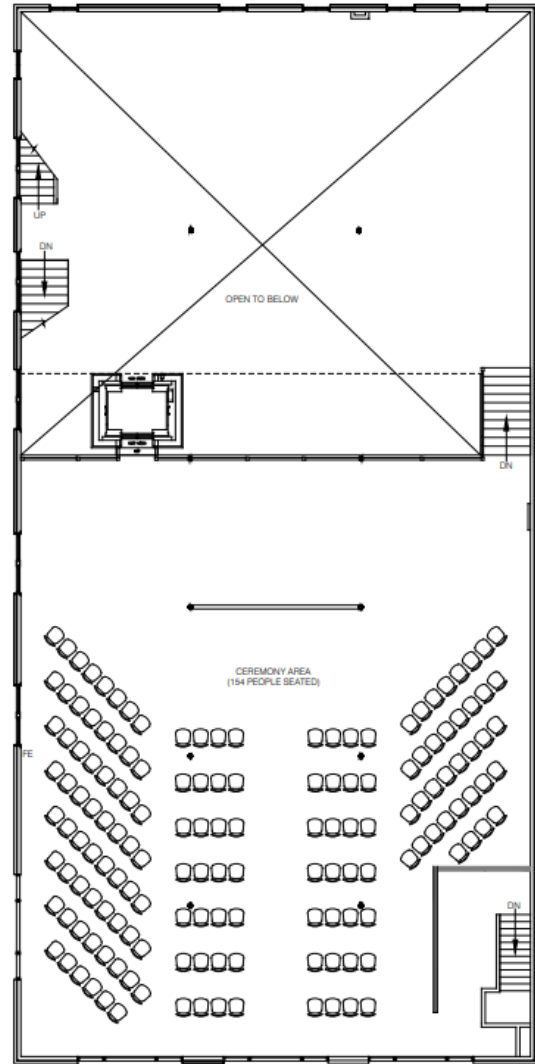 UP
DN
OPEN TO BELOW
DN
CEREMONY AREA
(154 PEOPLE SEATED)
FE
DN